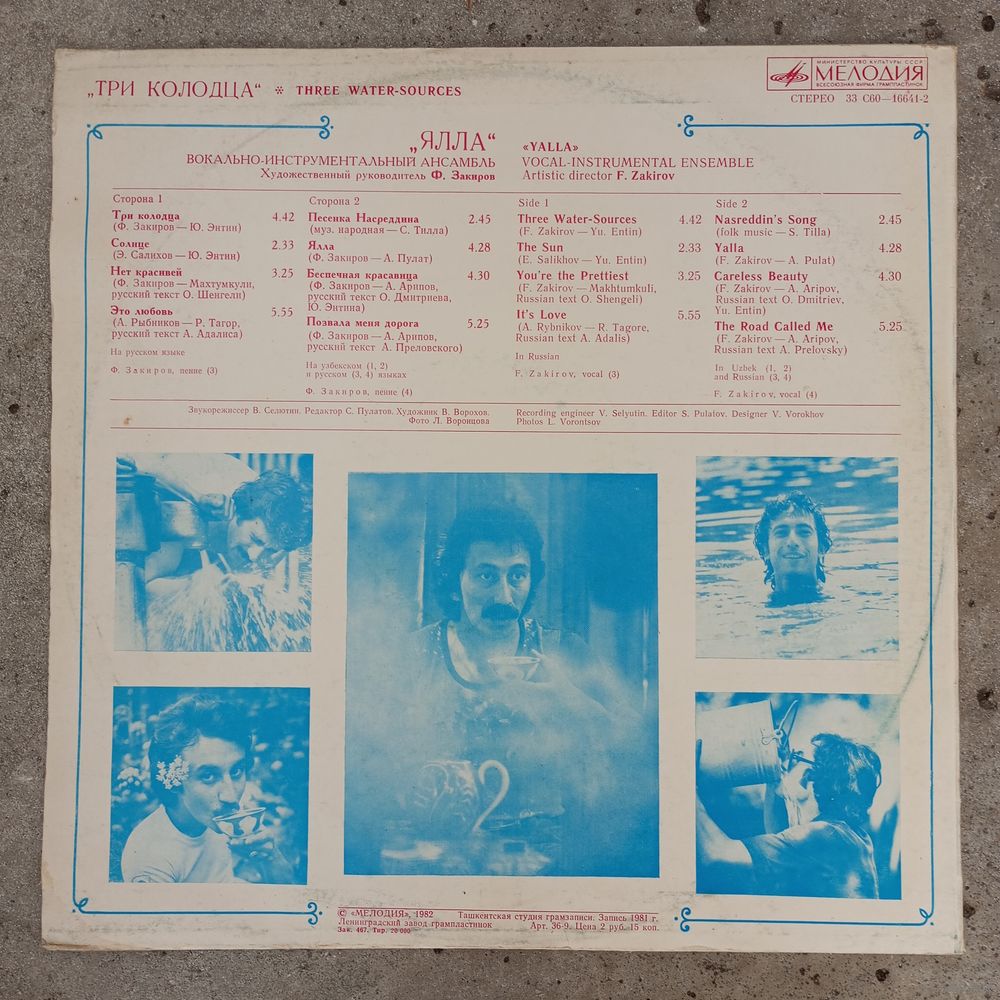 „ТРИ КОЛОДЦА“ * THREE WATER-SOURCES
МИНИСТЕРСТВО КУЛЬТУРЫ СССР
МЕЛОДИЯ
ВСЕСОЮЗНАЯ ФИРМА ГРАМПЛАСТИНОК
СТЕРЕО 33 С60—16641-2
„ЯЛЛА“
ВОКАЛЬНО-ИНСТРУМЕНТАЛЬНЫЙ АНСАМБЛЬ
Художественный руководитель Ф. Закиров
«YALLA»
VOCAL-INSTRUMENTAL ENSEMBLE
Artistic director F. Zakirov
Сторона 1
Три колодца 4.42
(Ф. Закиров — Ю. Энтин)
Солнце 2.33
(Э. Салихов — Ю. Энтин)
Нет красивей 3.25
(Ф. Закиров — Махтумкули,
русский текст О. Шенгели)
Это любовь 5.55
(А. Рыбников — Р. Тагор,
русский текст А. Адалиса)
На русском языке
Ф. Закиров, пение (3)
Сторона 2
Песенка Насреддина 2.45
(муз. народная — С. Тилла)
Ялла 4.28
(Ф. Закиров — А. Пулат)
Беспечная красавица 4.30
(Ф. Закиров — А. Арипов,
русский текст О. Дмитриева,
Ю. Энтина)
Позвала меня дорога 5.25
(Ф. Закиров — А. Арипов,
русский текст А. Преловского)
На узбекском (1, 2)
и русском (3, 4) языках
Ф. Закиров, пение (4)
Side 1
Three Water-Sources 4.42
(F. Zakirov — Yu. Entin)
The Sun 2.33
(E. Salikhov — Yu. Entin)
You're the Prettiest 3.25
(F. Zakirov — Makhtumkuli,
Russian text O. Shengeli)
It's Love 5.55
(A. Rybnikov — R. Tagore,
Russian text A. Adalis)
In Russian
F. Zakirov, vocal (3)
Side 2
Nasreddin's Song 2.45
(folk music — S. Tilla)
Yalla 4.28
(F. Zakirov — A. Pulat)
Careless Beauty 4.30
(F. Zakirov — A. Aripov,
Russian text O. Dmitriev,
Yu. Entin)
The Road Called Me 5.25
(F. Zakirov — A. Aripov,
Russian text A. Prelovsky)
In Uzbek (1, 2)
and Russian (3, 4)
F. Zakirov, vocal (4)
Звукорежиссер В. Селютин. Редактор С. Пулатов. Художник В. Ворохов.
Фото Л. Воронцова
Recording engineer V. Selyutin. Editor S. Pulatov. Designer V. Vorokhov
Photos L. Vorontsov
© «МЕЛОДИЯ», 1982 Ташкентская студия грамзаписи. Запись 1981 г.
Ленинградский завод грампластинок Арт. 36-9. Цена 2 руб. 15 коп.
Зак. 467. Тир. 20 000